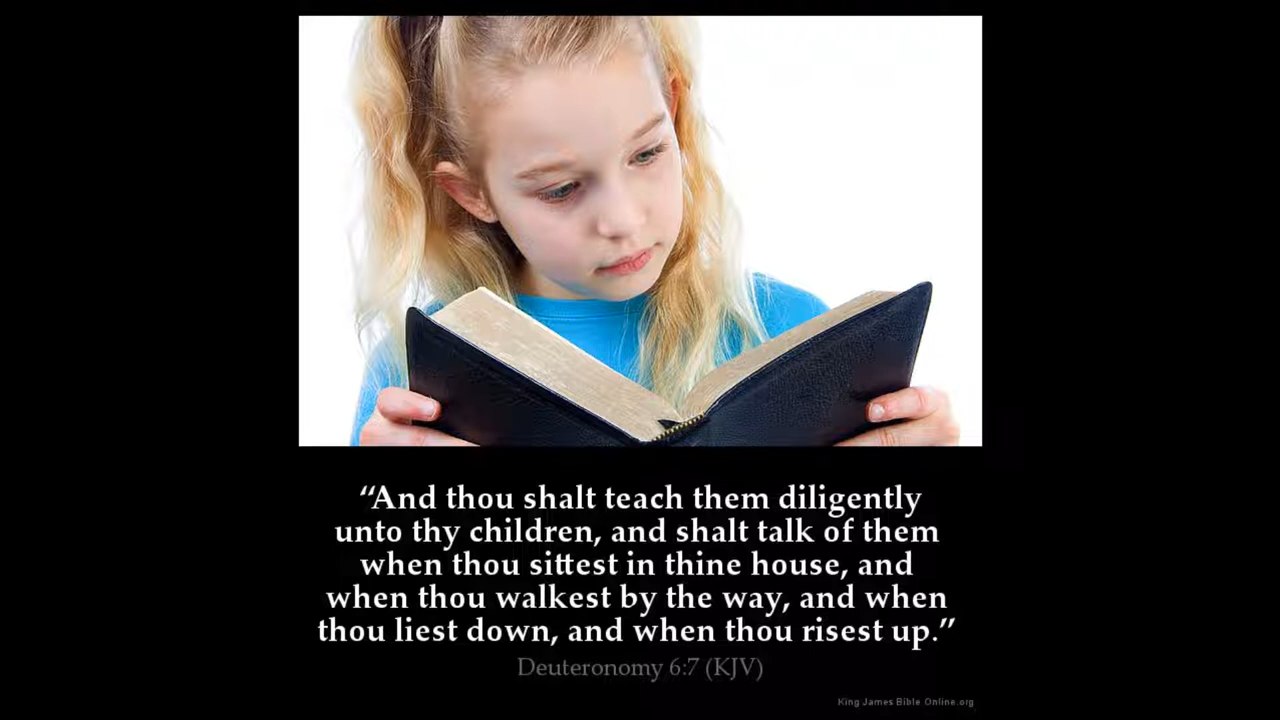 “And thou shalt teach them diligently
unto thy children, and shalt talk of them
when thou sittest in thine house, and
when thou walkest by the way, and when
thou liest down, and when thou risest up.”
Deuteronomy 6:7 (KJV)
King James Bible Online.org